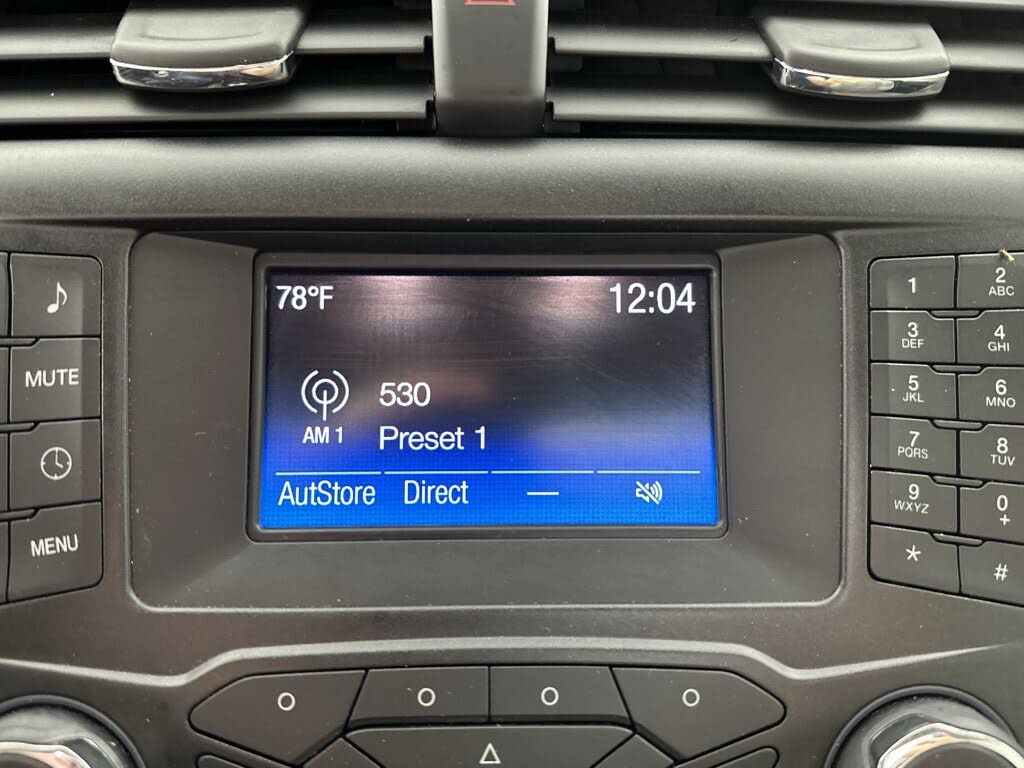 78°F
12:04
530
AM 1
Preset 1
AutStore
Direct
—
MUTE
MENU
1
2
ABC
3
DEF
4
GHI
5
JKL
6
MNO
7
PQRS
8
TUV
9
WXYZ
0
+
*
#